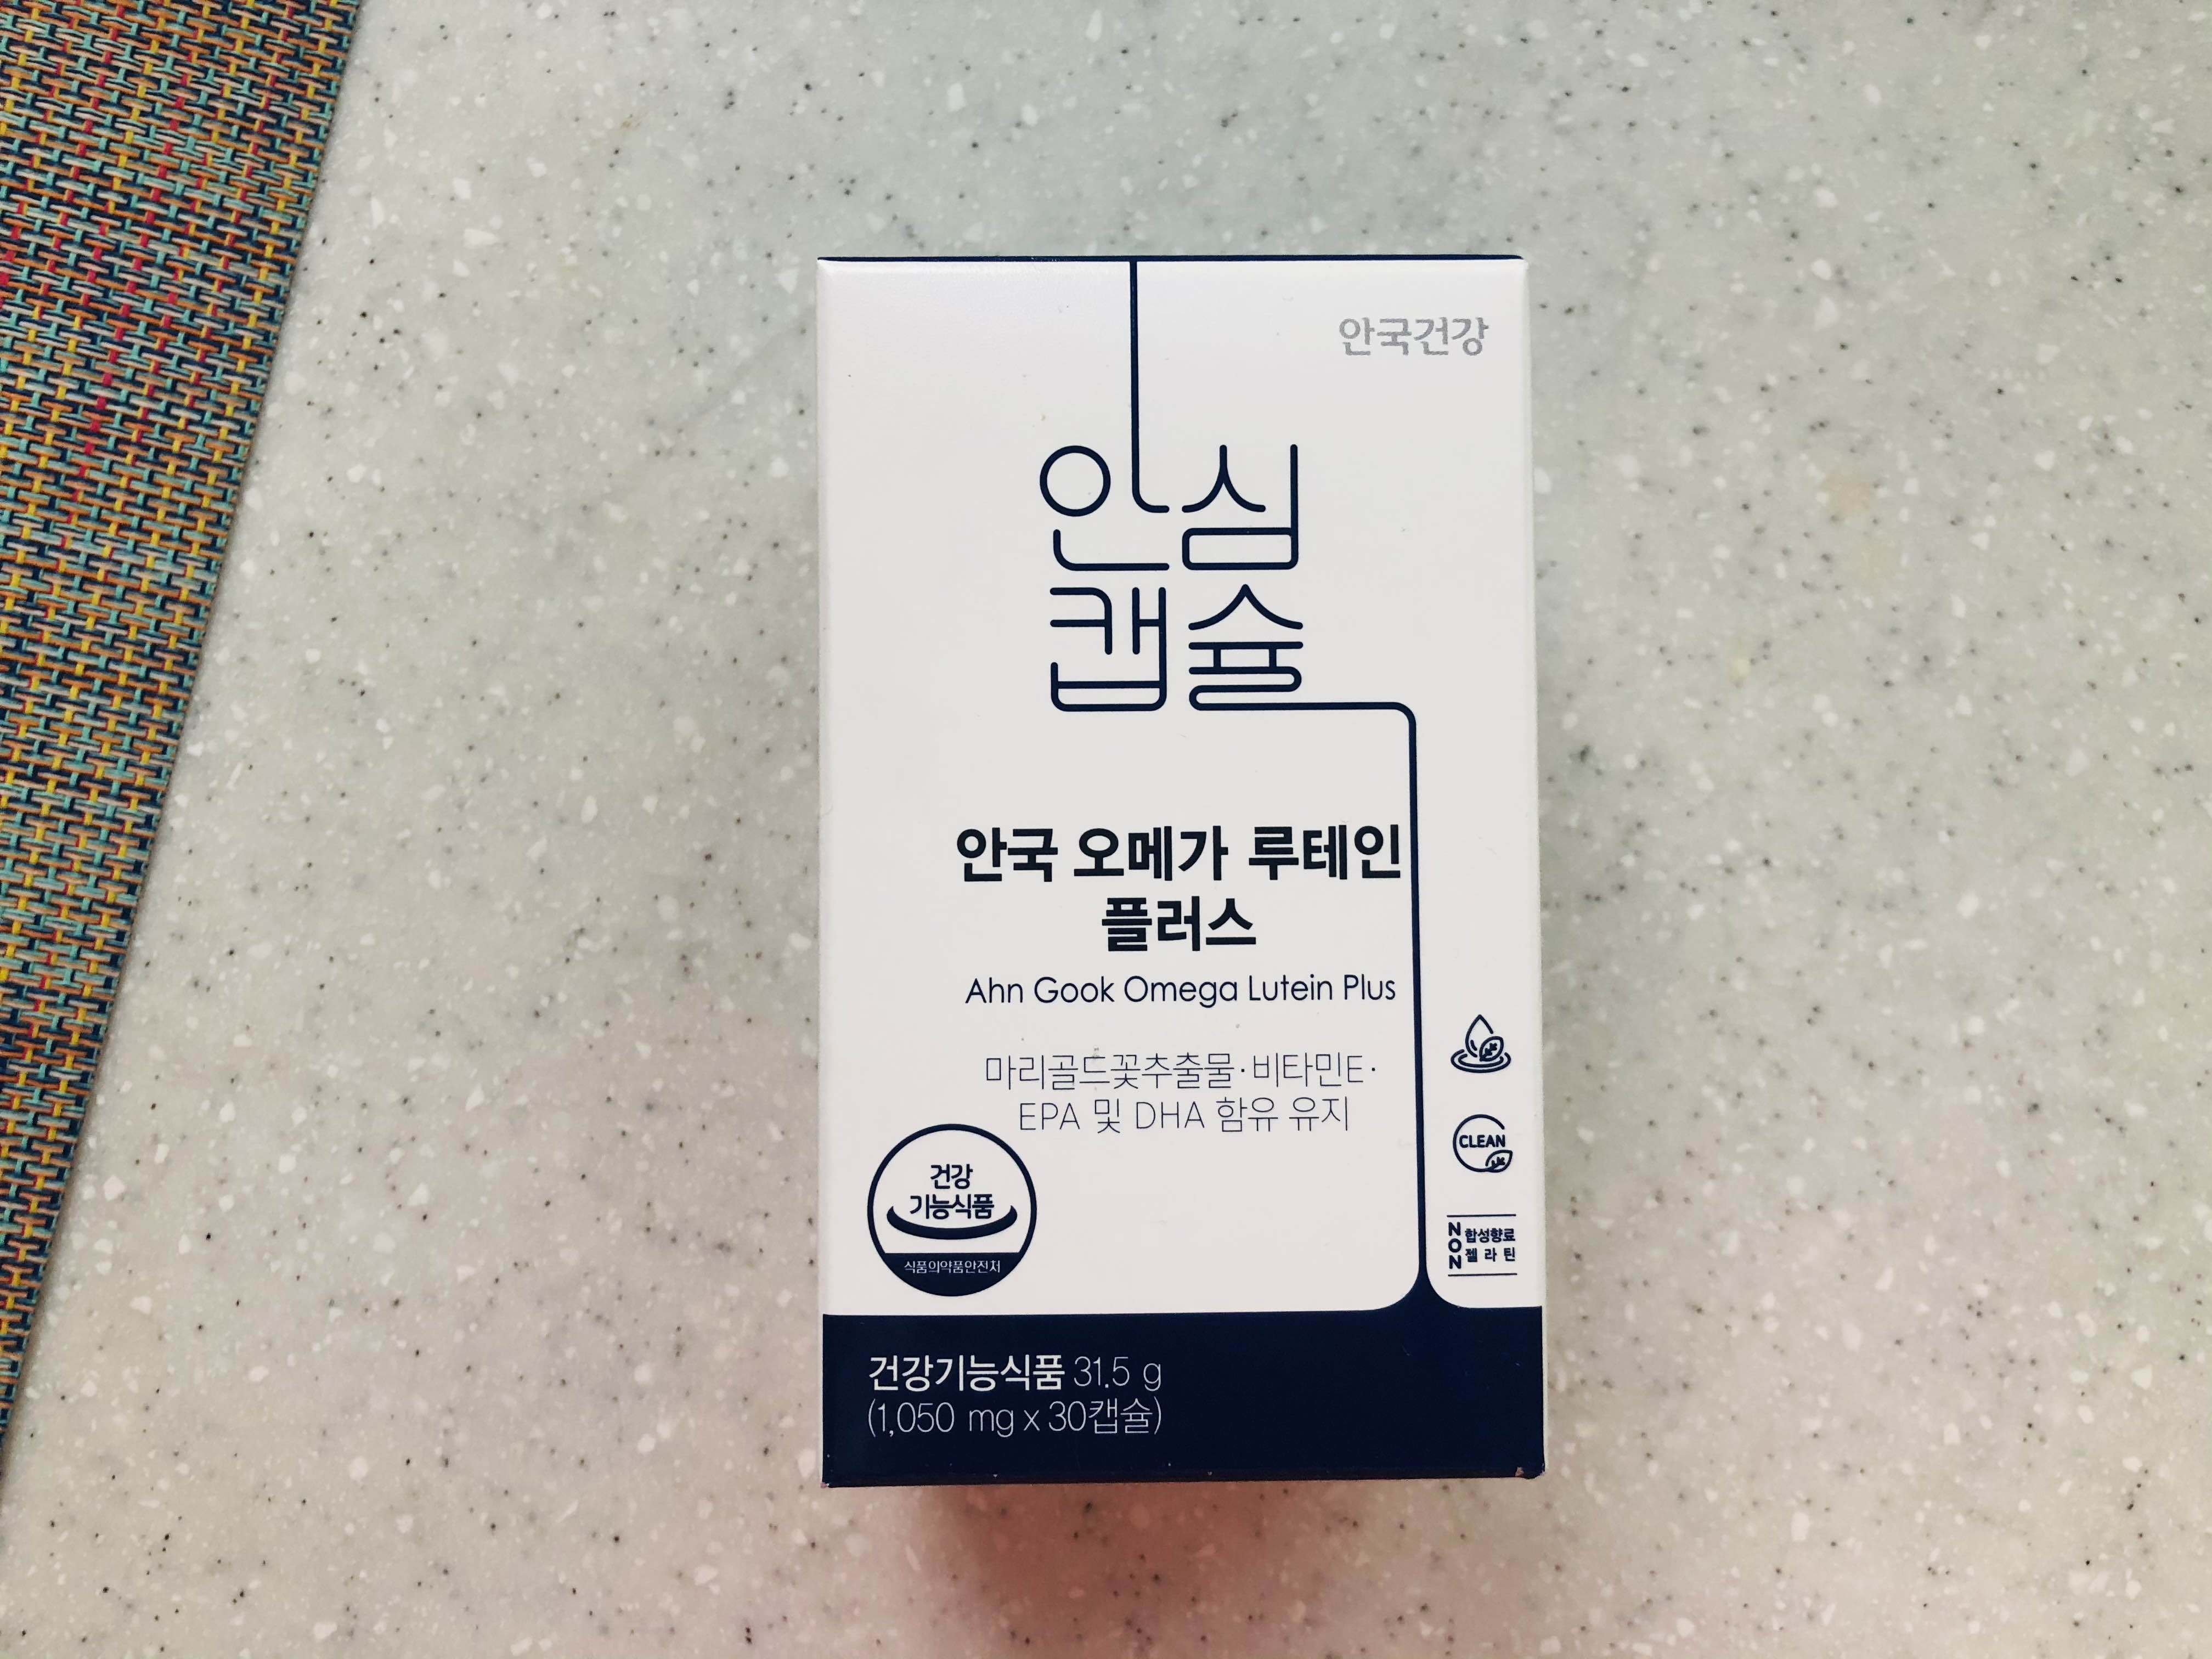 안국건강
안심
캡슐
안국 오메가 루테인
플러스
Ahn Gook Omega Lutein Plus
마리골드꽃추출물·비타민E·
EPA 및 DHA 함유 유지
건강
기능식품
식품의약품안전처
CLEAN
NON 합성향료
젤라틴
건강기능식품 31.5 g
(1,050 mg x 30캡슐)